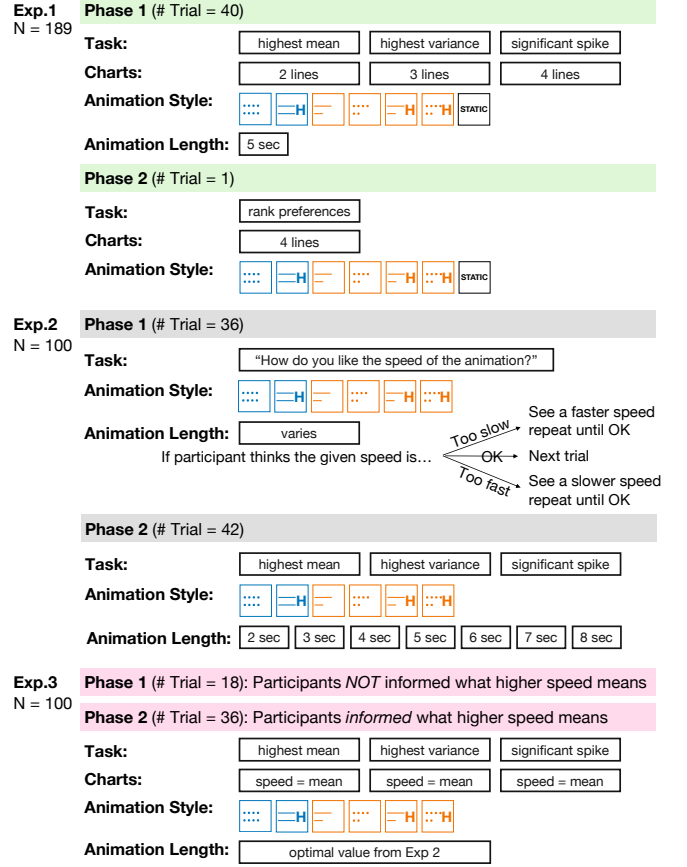 Exp.1 Phase 1 (# Trial = 40)
N = 189
Task: highest mean highest variance significant spike
Charts: 2 lines 3 lines 4 lines
Animation Style: H H H STATIC
Animation Length: 5 sec
Phase 2 (# Trial = 1)
Task: rank preferences
Charts: 4 lines
Animation Style: H H H STATIC
Exp.2 Phase 1 (# Trial = 36)
N = 100
Task: “How do you like the speed of the animation?”
Animation Style: H H H
Animation Length: varies
If participant thinks the given speed is…
Too slow See a faster speed
repeat until OK
OK Next trial
Too fast See a slower speed
repeat until OK
Phase 2 (# Trial = 42)
Task: highest mean highest variance significant spike
Animation Style: H H H
Animation Length: 2 sec 3 sec 4 sec 5 sec 6 sec 7 sec 8 sec
Exp.3 Phase 1 (# Trial = 18): Participants NOT informed what higher speed means
N = 100
Phase 2 (# Trial = 36): Participants informed what higher speed means
Task: highest mean highest variance significant spike
Charts: speed = mean speed = mean speed = mean
Animation Style: H H H
Animation Length: optimal value from Exp 2